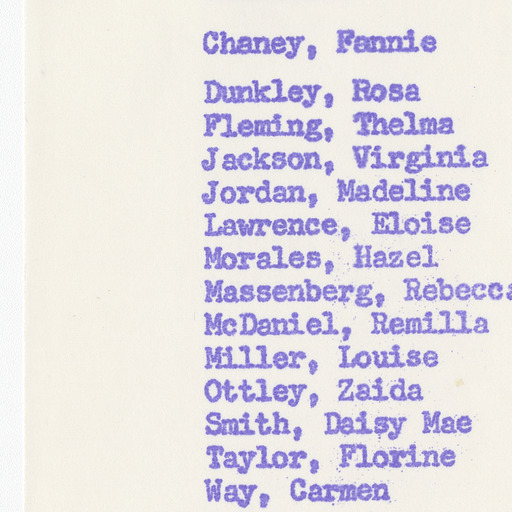 Chaney, Fannie
Dunkley, Rosa
Fleming, Thelma
Jackson, Virginia
Jordan, Madeline
Lawrence, Eloise
Morales, Hazel
Massenberg, Rebecca
McDaniel, Remilla
Miller, Louise
Ottley, Zaida
Smith, Daisy Mae
Taylor, Florine
Way, Carmen